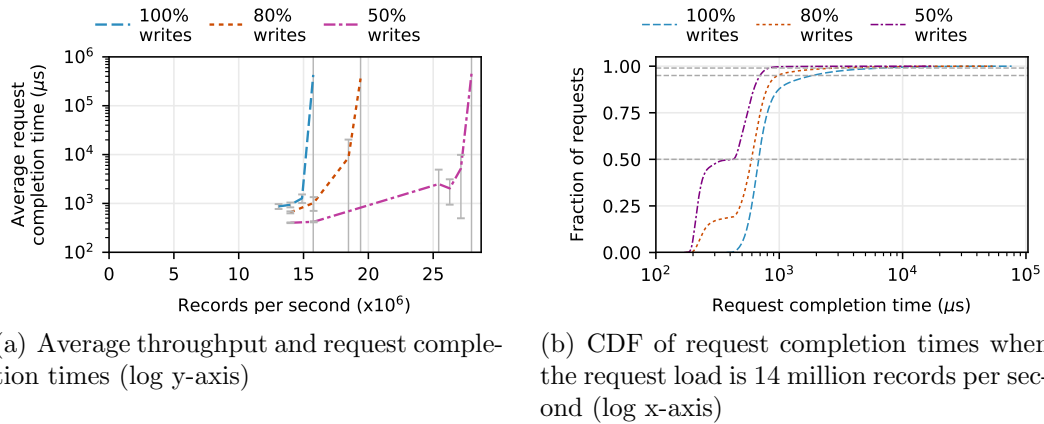 100% writes
80% writes
50% writes
Average request completion time (μs)
10^6
10^5
10^4
10^3
10^2
0 5 10 15 20 25
Records per second (x10^6)
(a) Average throughput and request comple-
tion times (log y-axis)
100% writes
80% writes
50% writes
Fraction of requests
1.00
0.75
0.50
0.25
0.00
10^2 10^3 10^4 10^5
Request completion time (μs)
(b) CDF of request completion times when
the request load is 14 million records per sec-
ond (log x-axis)